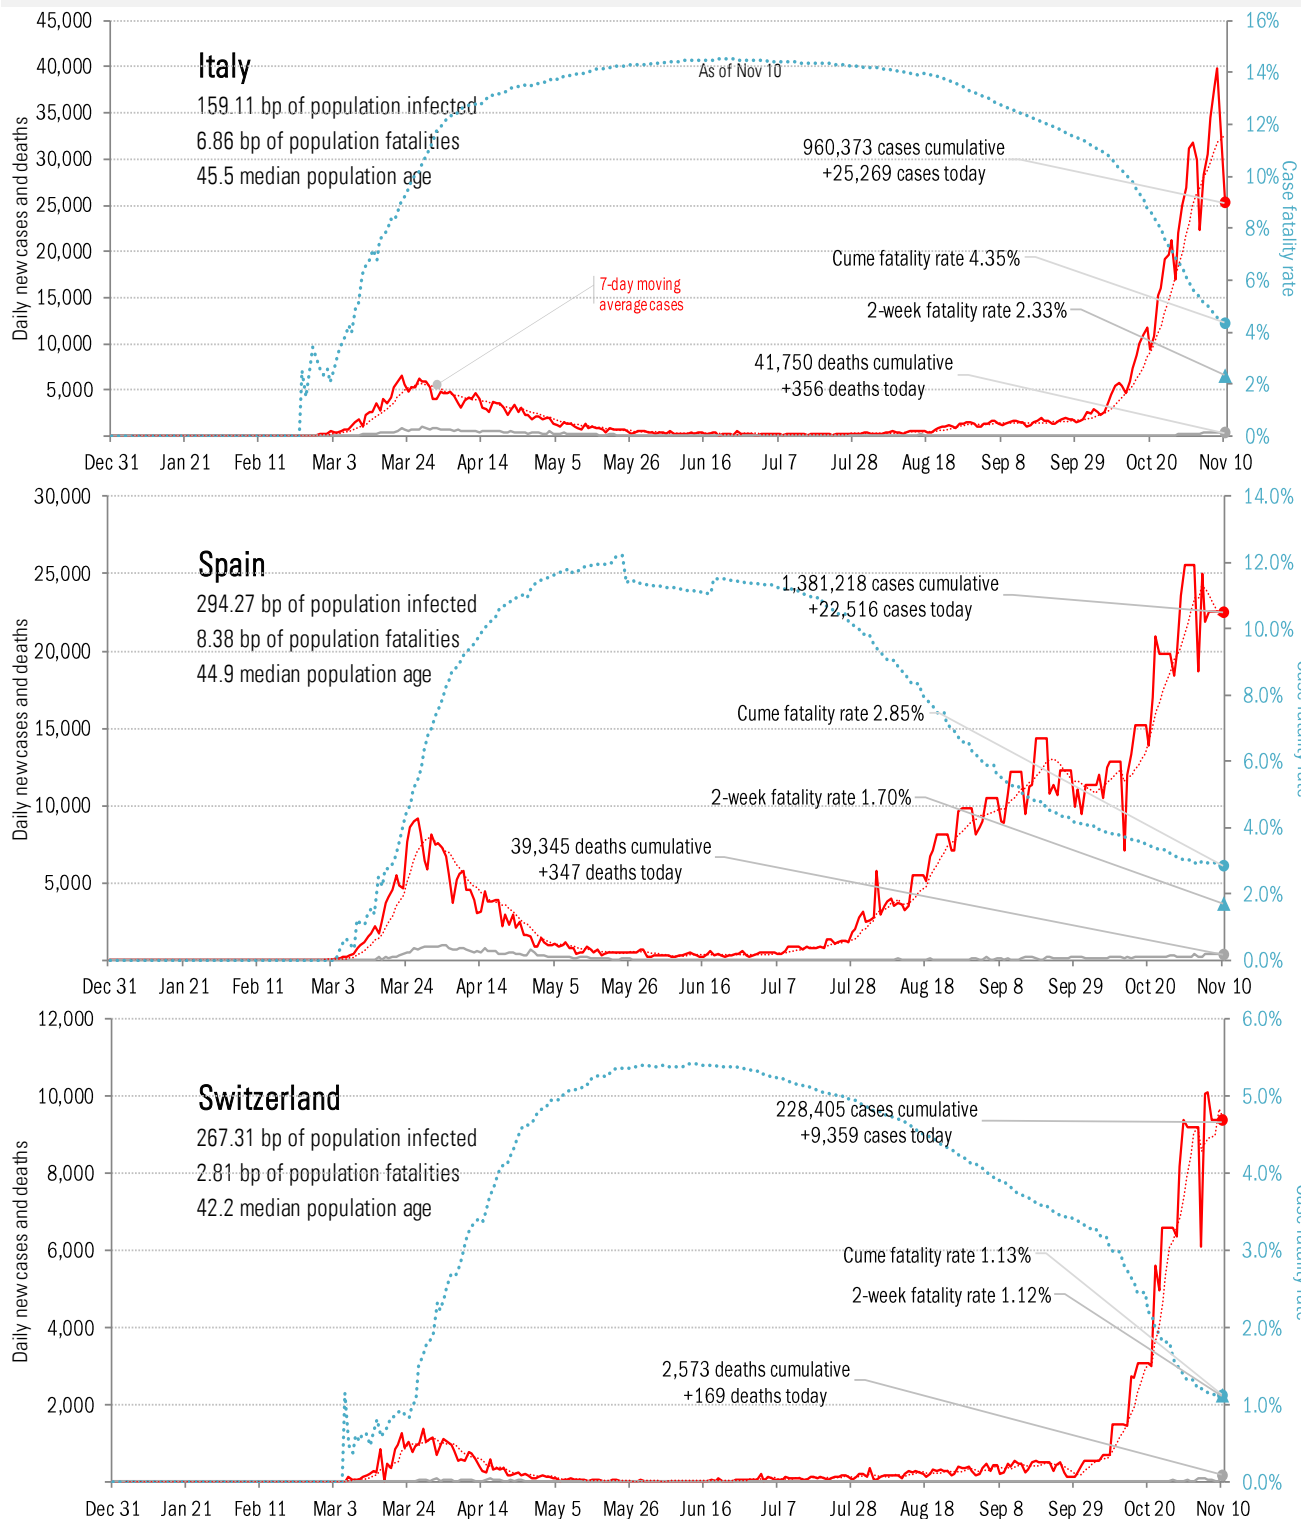 45,000
40,000
35,000
30,000
25,000
20,000
15,000
10,000
5,000
Daily new cases and deaths
16%
14%
12%
10%
8%
6%
4%
2%
0%
Case fatality rate
Italy
159.11 bp of population infected
6.86 bp of population fatalities
45.5 median population age
As of Nov 10
960,373 cases cumulative
+25,269 cases today
Cume fatality rate 4.35%
2-week fatality rate 2.33%
7-day moving
average cases
41,750 deaths cumulative
+356 deaths today
Dec 31 Jan 21 Feb 11 Mar 3 Mar 24 Apr 14 May 5 May 26 Jun 16 Jul 7 Jul 28 Aug 18 Sep 8 Sep 29 Oct 20 Nov 10
30,000
25,000
20,000
15,000
10,000
5,000
Daily new cases and deaths
14.0%
12.0%
10.0%
8.0%
6.0%
4.0%
2.0%
0.0%
Spain
294.27 bp of population infected
8.38 bp of population fatalities
44.9 median population age
1,381,218 cases cumulative
+22,516 cases today
Cume fatality rate 2.85%
2-week fatality rate 1.70%
39,345 deaths cumulative
+347 deaths today
Dec 31 Jan 21 Feb 11 Mar 3 Mar 24 Apr 14 May 5 May 26 Jun 16 Jul 7 Jul 28 Aug 18 Sep 8 Sep 29 Oct 20 Nov 10
12,000
10,000
8,000
6,000
4,000
2,000
Daily new cases and deaths
6.0%
5.0%
4.0%
3.0%
2.0%
1.0%
0.0%
Switzerland
267.31 bp of population infected
2.81 bp of population fatalities
42.2 median population age
228,405 cases cumulative
+9,359 cases today
Cume fatality rate 1.13%
2-week fatality rate 1.12%
2,573 deaths cumulative
+169 deaths today
Dec 31 Jan 21 Feb 11 Mar 3 Mar 24 Apr 14 May 5 May 26 Jun 16 Jul 7 Jul 28 Aug 18 Sep 8 Sep 29 Oct 20 Nov 10